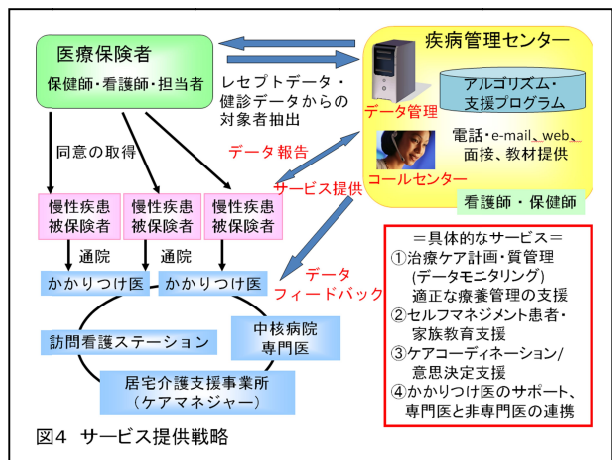 医療保険者
保健師・看護師・担当者
レセプトデータ・
健診データからの
対象者抽出
疾病管理センター
アルゴリズム・
支援プログラム
データ管理
電話・e-mail、web、
面接、教材提供
コールセンター
看護師・保健師
同意の取得
データ報告
サービス提供
慢性疾患
被保険者
慢性疾患
被保険者
慢性疾患
被保険者
通院
通院
かかりつけ医
かかりつけ医
データ
フィードバック
訪問看護ステーション
中核病院
専門医
居宅介護支援事業所
（ケアマネジャー）
＝具体的なサービス＝
①治療ケア計画・質管理
(データモニタリング)
適正な療養管理の支援
②セルフマネジメント患者・
家族教育支援
③ケアコーディネーション/
意思決定支援
④かかりつけ医のサポート、
専門医と非専門医の連携
図４ サービス提供戦略